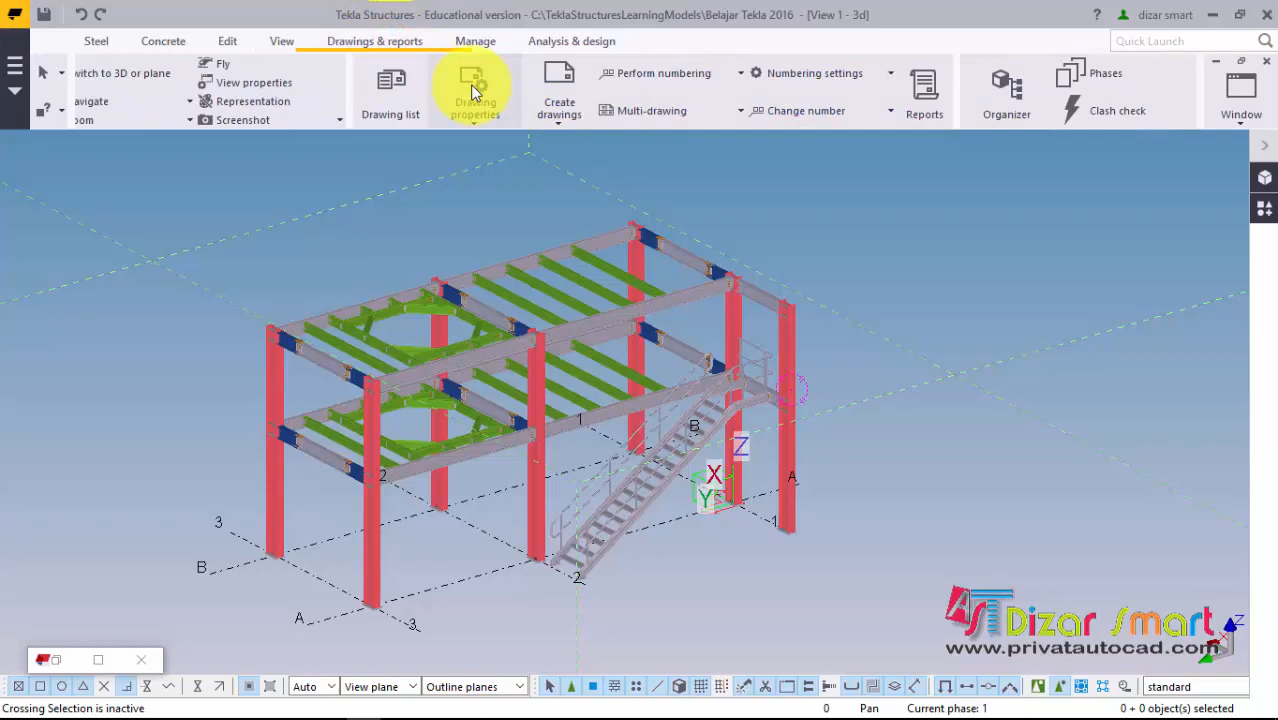 Tekla Structures - Educational version - C:\TeklaStructuresLearningModels\Belajar Tekla 2016 - [View 1 - 3d]
? dizar smart
Steel Concrete Edit View Drawings & reports Manage Analysis & design Quick Launch
witch to 3D or plane
avigate
oom
Fly
View properties
Representation
Screenshot
Drawing list
Drawing properties
Create drawings
Perform numbering
Multi-drawing
Numbering settings
Change number
Reports
Organizer
Phases
Clash check
Window
1
B
Z
2
X
A
Y
3
1
B
2
A
3
Z
AST Dizar Smart
www.privatautocad.com
Auto View plane Outline planes standard
Crossing Selection is inactive 0 Pan Current phase: 1 0 + 0 object(s) selected